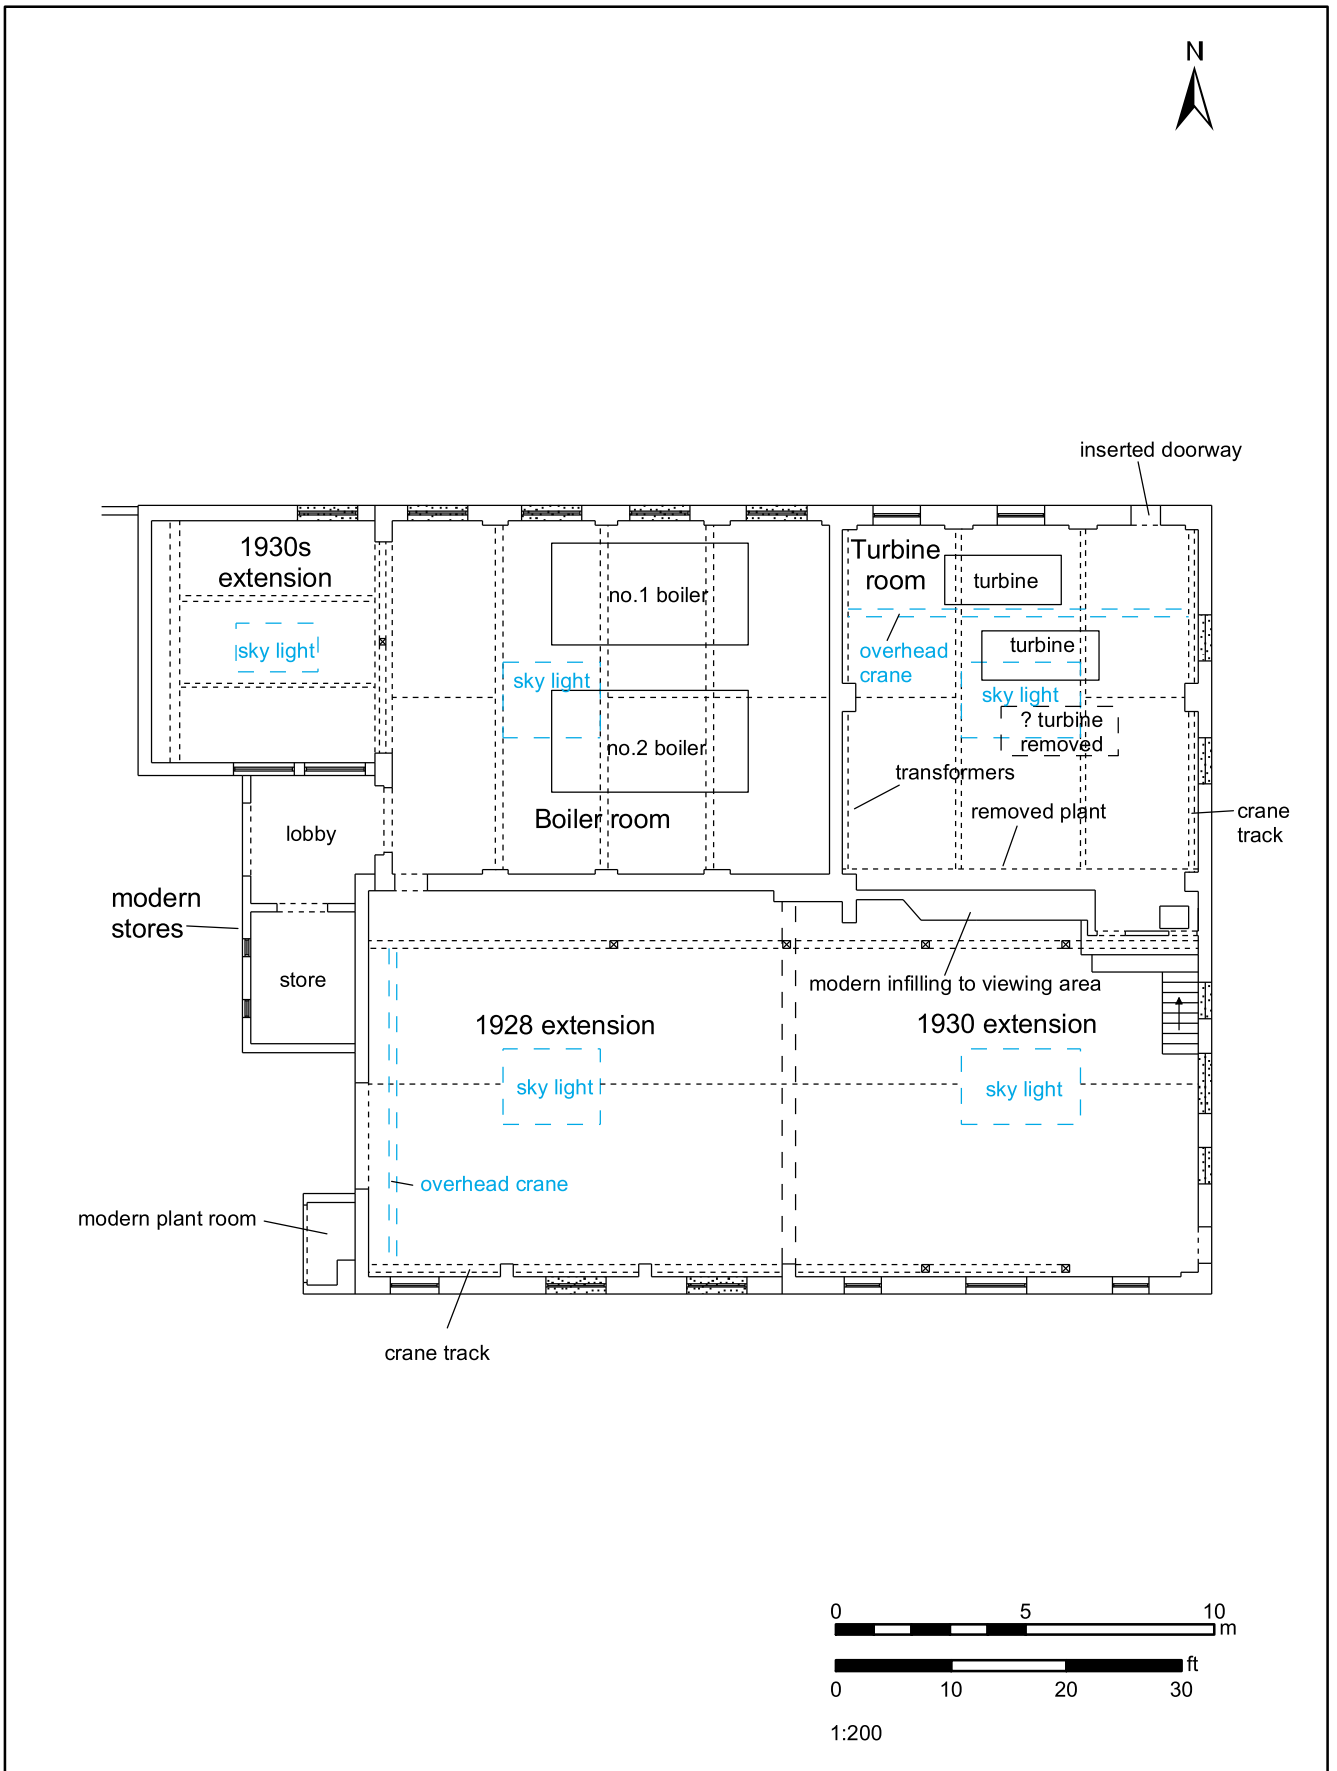 N
inserted doorway
1930s
extension
sky light
no.1 boiler
sky light
no.2 boiler
Boiler room
Turbine
room
turbine
overhead
crane
turbine
sky light
? turbine
removed
transformers
removed plant
crane
track
lobby
modern
stores
store
modern infilling to viewing area
1928 extension
1930 extension
sky light
sky light
overhead crane
modern plant room
crane track
0 5 10
m
ft
0 10 20 30
1:200